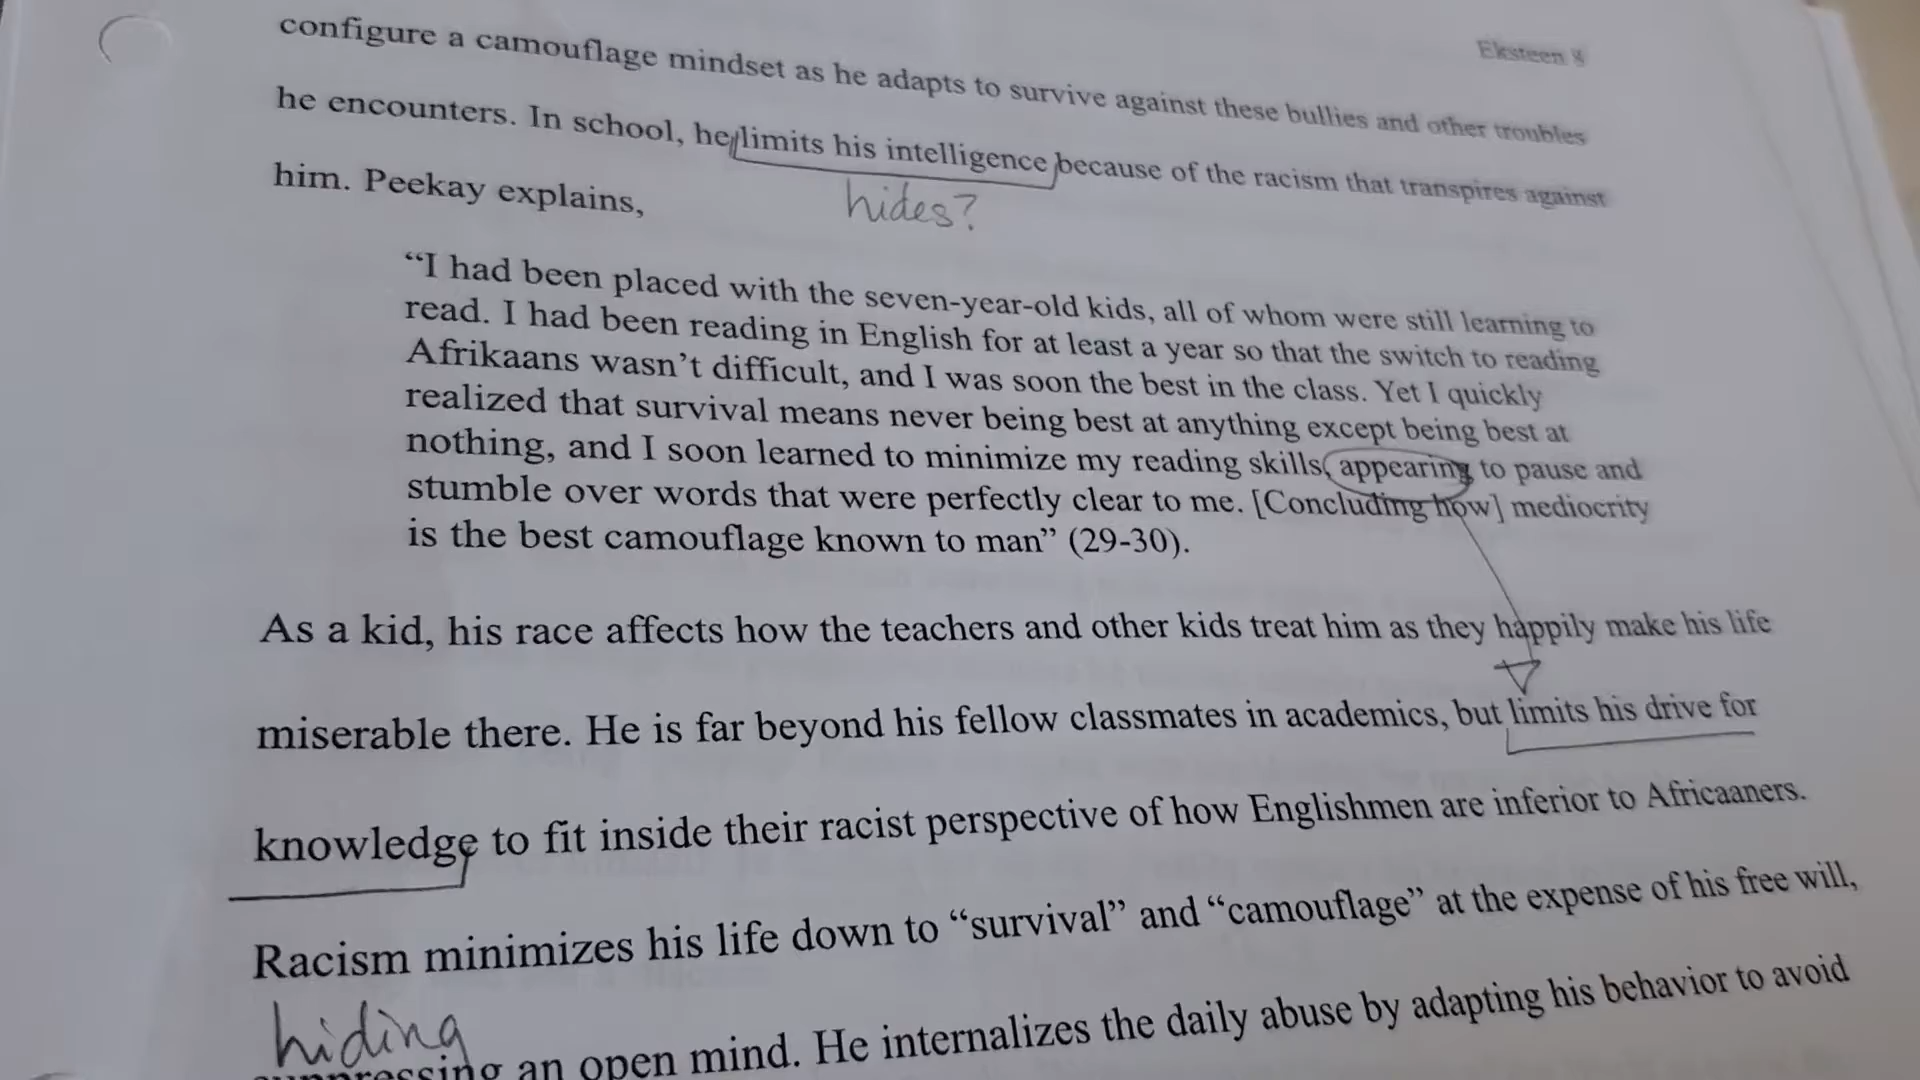 Eksteen 8
configure a camouflage mindset as he adapts to survive against these bullies and other troubles
he encounters. In school, he limits his intelligence because of the racism that transpires against
him. Peekay explains,
hides?
“I had been placed with the seven-year-old kids, all of whom were still learning to
read. I had been reading in English for at least a year so that the switch to reading
Afrikaans wasn’t difficult, and I was soon the best in the class. Yet I quickly
realized that survival means never being best at anything except being best at
nothing, and I soon learned to minimize my reading skills, appearing to pause and
stumble over words that were perfectly clear to me. [Concluding how] mediocrity
is the best camouflage known to man” (29-30).
As a kid, his race affects how the teachers and other kids treat him as they happily make his life
miserable there. He is far beyond his fellow classmates in academics, but limits his drive for
knowledge to fit inside their racist perspective of how Englishmen are inferior to Africaaners.
Racism minimizes his life down to “survival” and “camouflage” at the expense of his free will,
hiding
suppressing an open mind. He internalizes the daily abuse by adapting his behavior to avoid